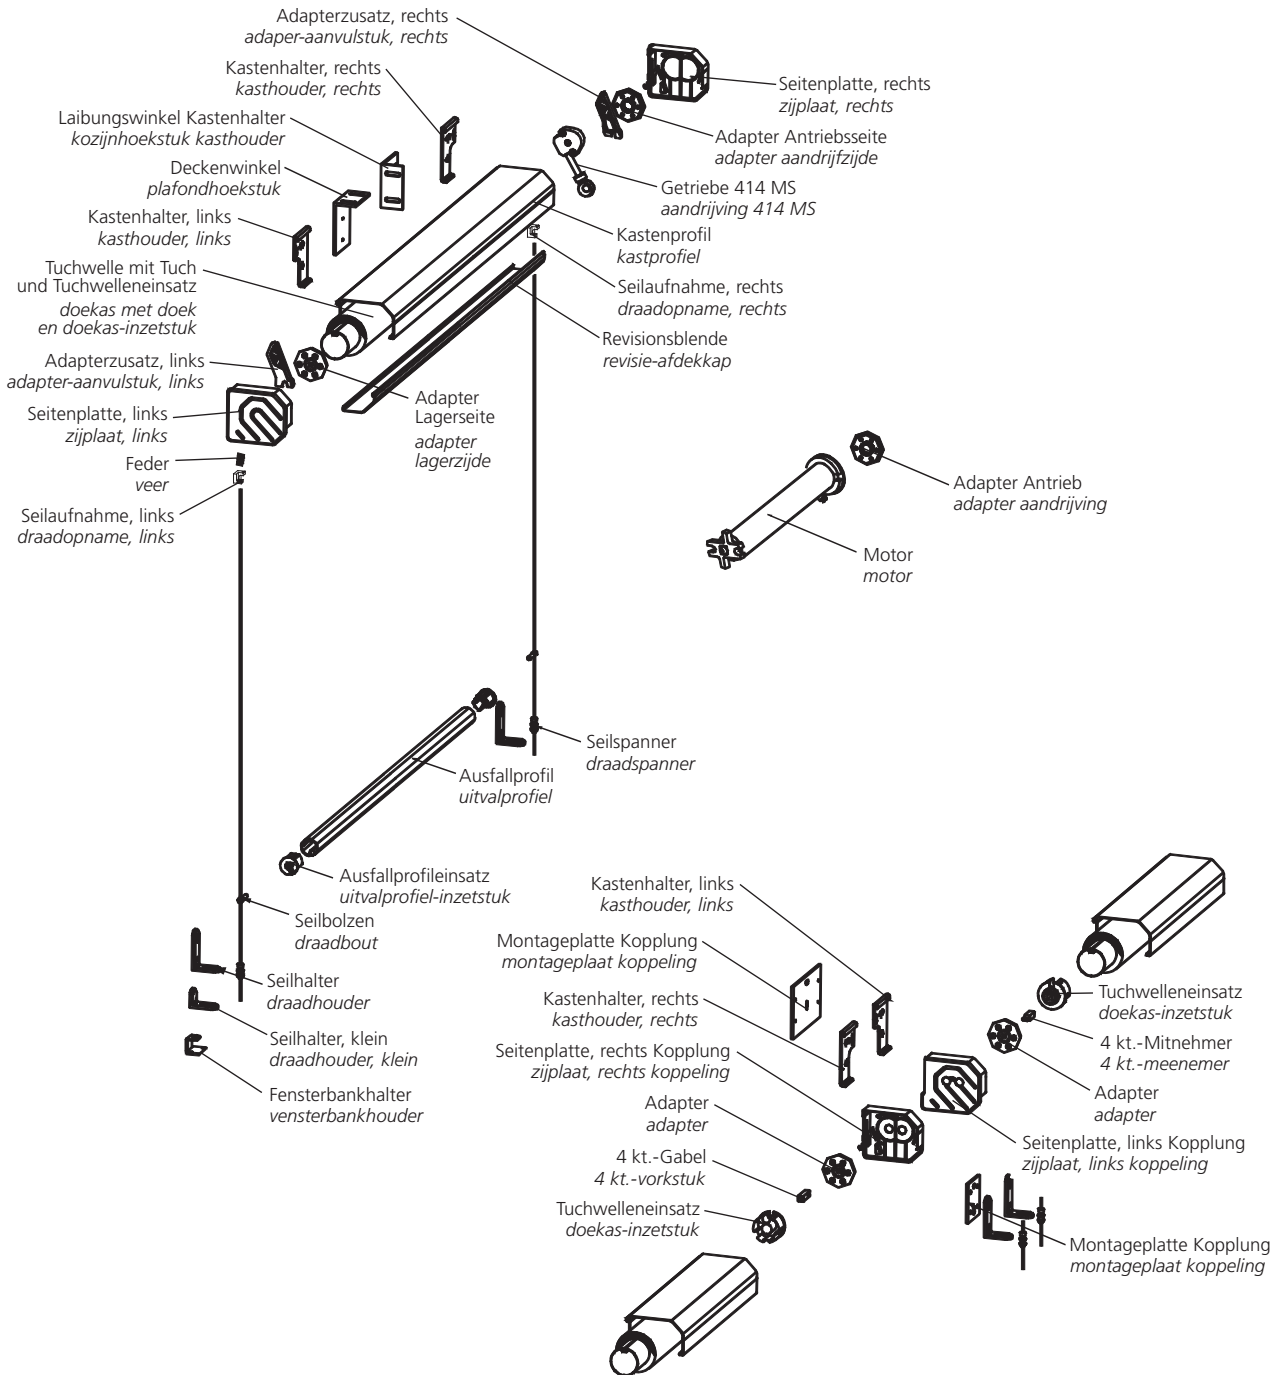 Adapterzusatz, rechts
adaper-aanvulstuk, rechts
Kastenhalter, rechts
kasthouder, rechts
Laibungswinkel Kastenhalter
kozijnhoekstuk kasthouder
Deckenwinkel
plafondhoekstuk
Kastenhalter, links
kasthouder, links
Tuchwelle mit Tuch
und Tuchwelleneinsatz
doekas met doek
en doekas-inzetstuk
Adapterzusatz, links
adapter-aanvulstuk, links
Seitenplatte, links
zijplaat, links
Feder
veer
Seilaufnahme, links
draadopname, links
Seitenplatte, rechts
zijplaat, rechts
Adapter Antriebsseite
adapter aandrijfzijde
Getriebe 414 MS
aandrijving 414 MS
Kastenprofil
kastprofiel
Seilaufnahme, rechts
draadopname, rechts
Revisionsblende
revisie-afdekkap
Adapter
Lagerseite
adapter
lagerzijde
Adapter Antrieb
adapter aandrijving
Motor
motor
Seilspanner
draadspanner
Ausfallprofil
uitvalprofiel
Ausfallprofileinsatz
uitvalprofiel-inzetstuk
Seilbolzen
draadbout
Seilhalter
draadhouder
Seilhalter, klein
draadhouder, klein
Fensterbankhalter
vensterbankhouder
Kastenhalter, links
kasthouder, links
Montageplatte Kopplung
montageplaat koppeling
Kastenhalter, rechts
kasthouder, rechts
Seitenplatte, rechts Kopplung
zijplaat, rechts koppeling
Adapter
adapter
4 kt.-Gabel
4 kt.-vorkstuk
Tuchwelleneinsatz
doekas-inzetstuk
Tuchwelleneinsatz
doekas-inzetstuk
4 kt.-Mitnehmer
4 kt.-meenemer
Adapter
adapter
Seitenplatte, links Kopplung
zijplaat, links koppeling
Montageplatte Kopplung
montageplaat koppeling